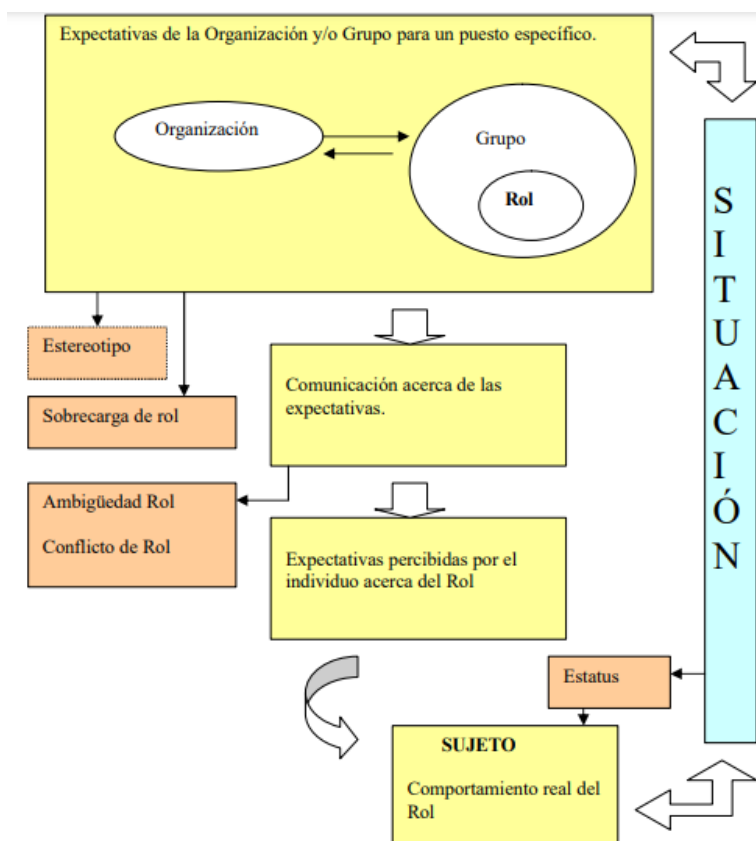 Expectativas de la Organización y/o Grupo para un puesto específico.
Organización
Grupo
Rol
SITUACIÓN
Estereotipo
Sobrecarga de rol
Comunicación acerca de las
expectativas.
Ambigüedad Rol
Conflicto de Rol
Expectativas percibidas por el
individuo acerca del Rol
Estatus
SUJETO
Comportamiento real del
Rol